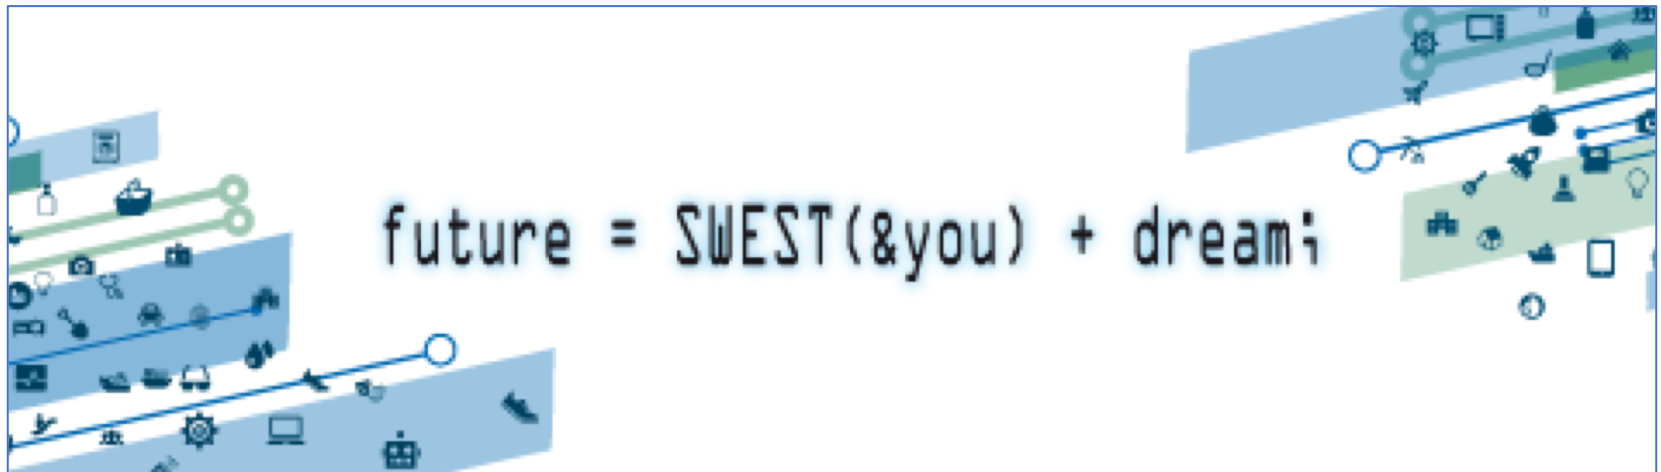 future = SWEST(&you) + dream;